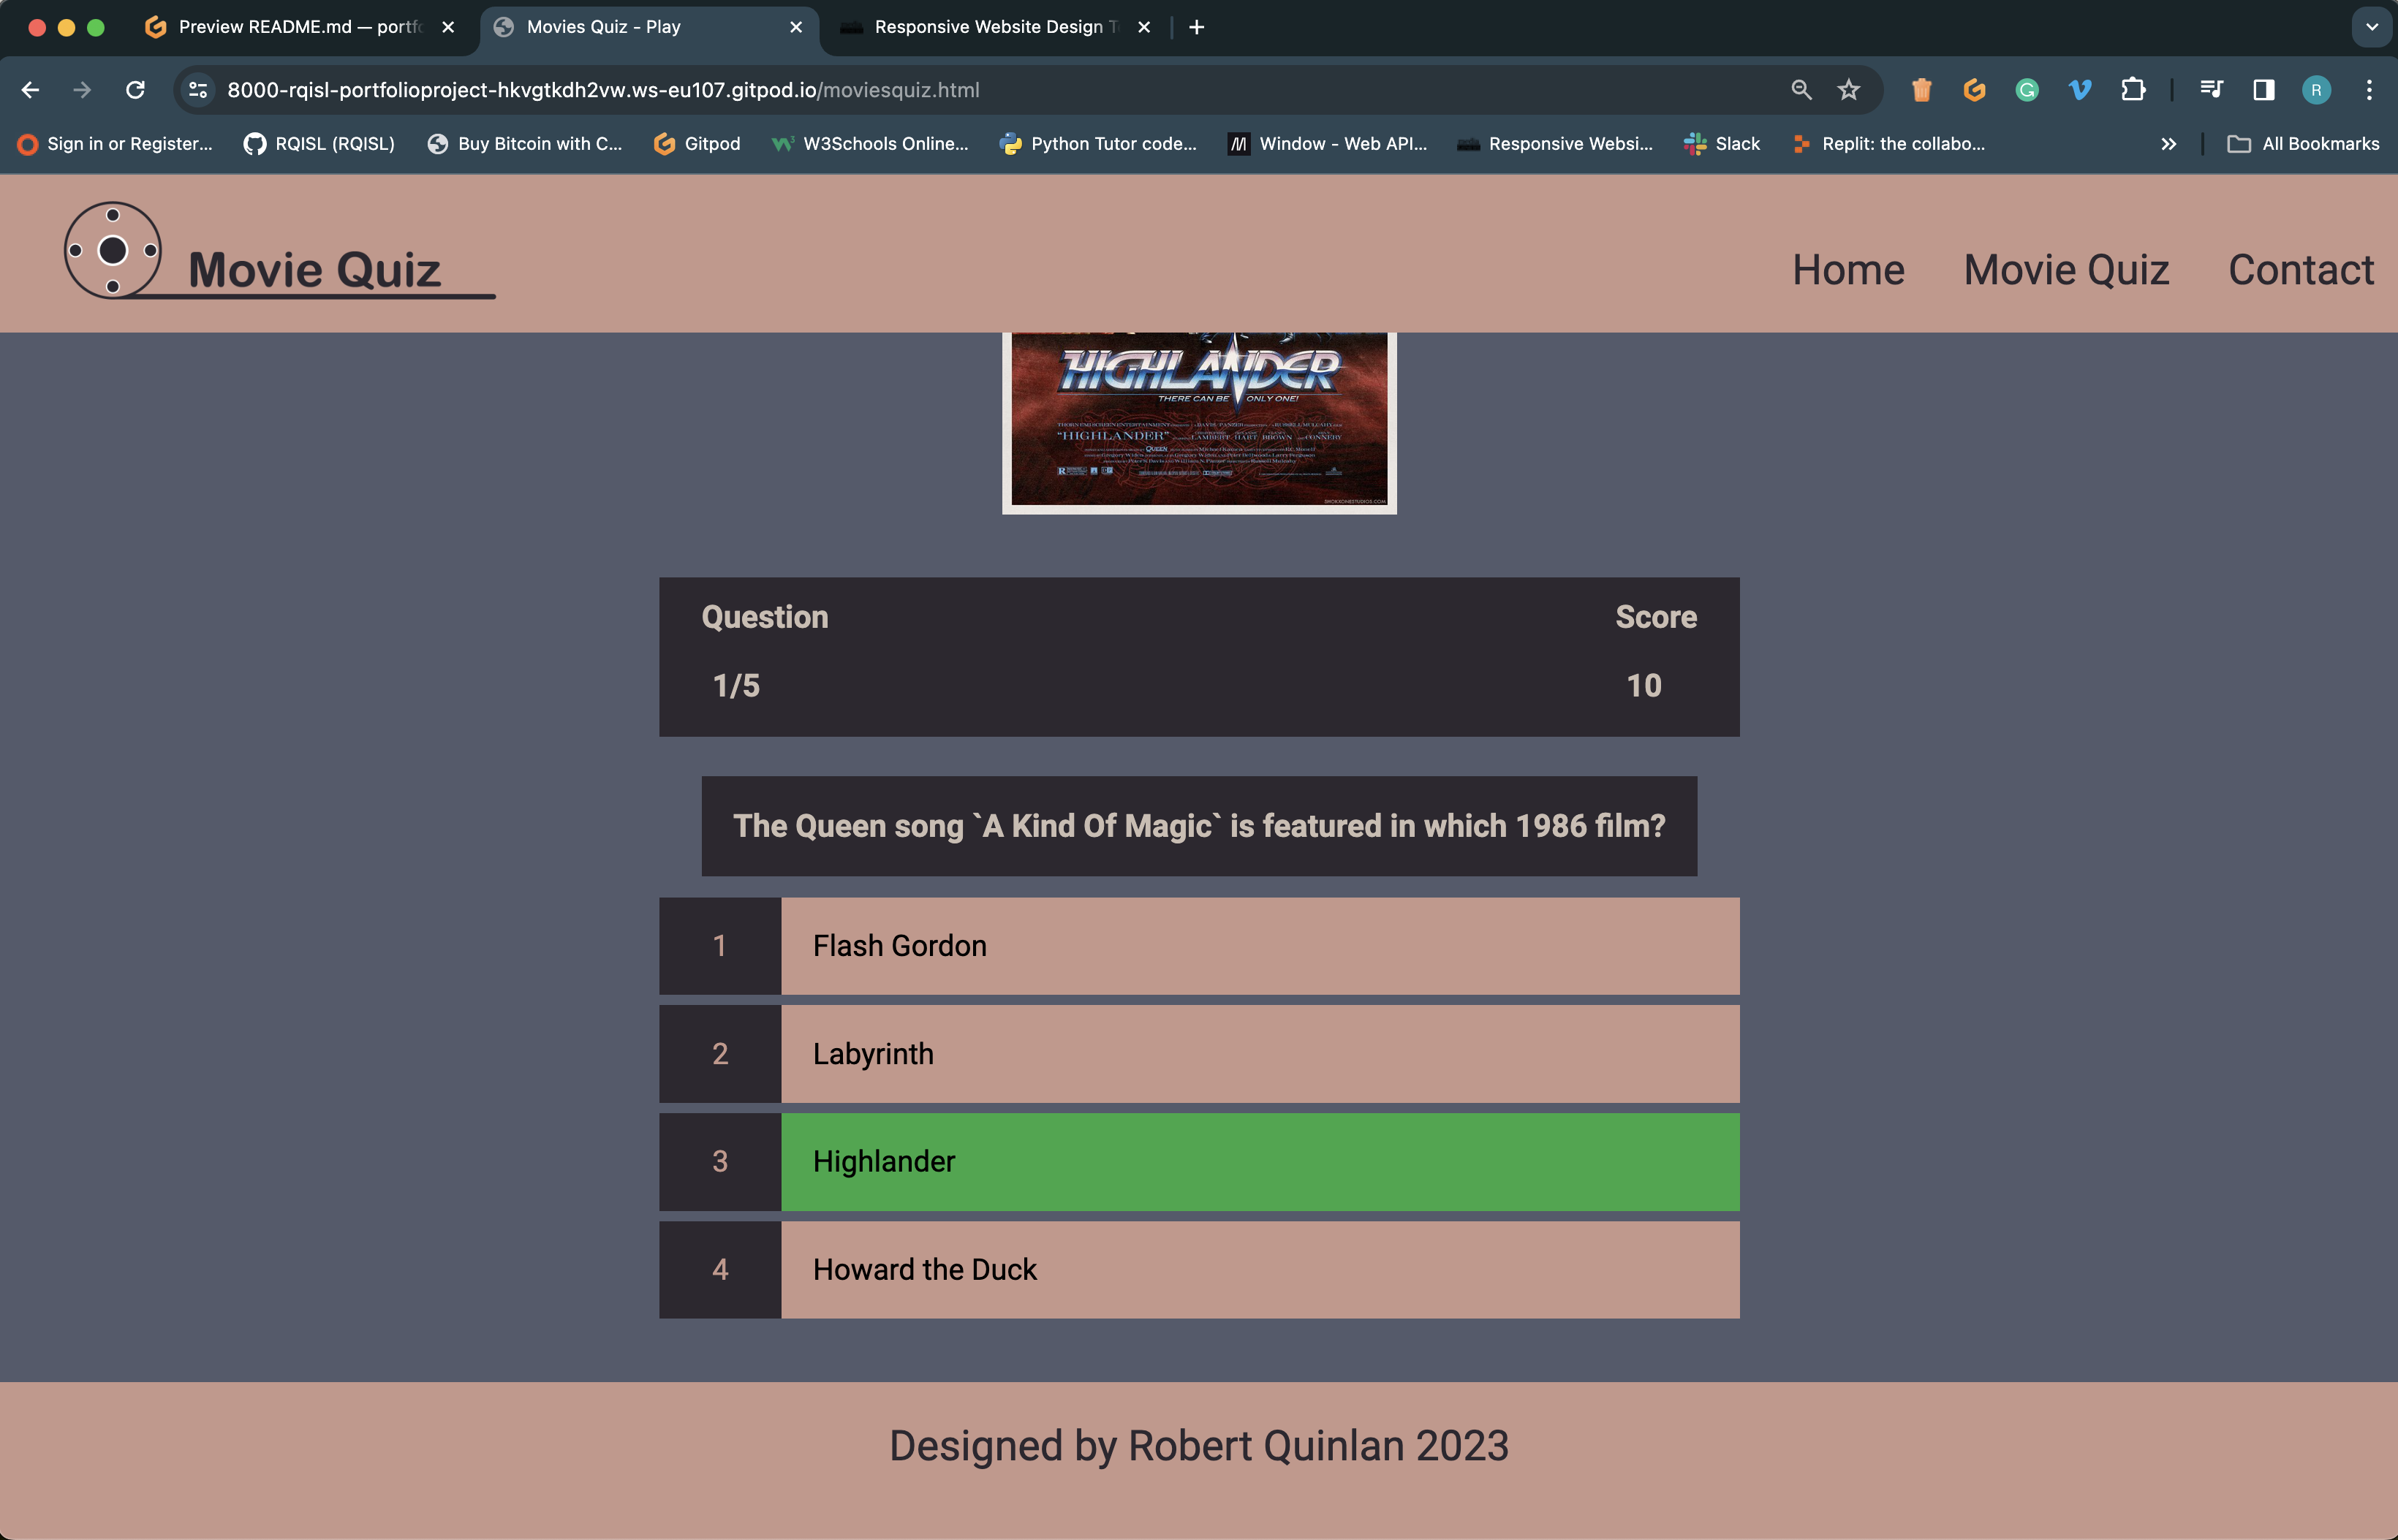 Preview README.md — portfo
Movies Quiz - Play
Responsive Website Design T
8000-rqisl-portfolioproject-hkvgtkdh2vw.ws-eu107.gitpod.io/moviesquiz.html
R
Sign in or Register...
RQISL (RQISL)
Buy Bitcoin with C...
Gitpod
W3Schools Online...
Python Tutor code...
Window - Web API...
Responsive Websi...
Slack
Replit: the collabo...
All Bookmarks
Movie Quiz
Home
Movie Quiz
Contact
HIGHLANDER
THERE CAN BE ONLY ONE!
"HIGHLANDER" LAMBERT HART BROWN CONNERY
QUEEN
Question
Score
1/5
10
The Queen song `A Kind Of Magic` is featured in which 1986 film?
1
Flash Gordon
2
Labyrinth
3
Highlander
4
Howard the Duck
Designed by Robert Quinlan 2023